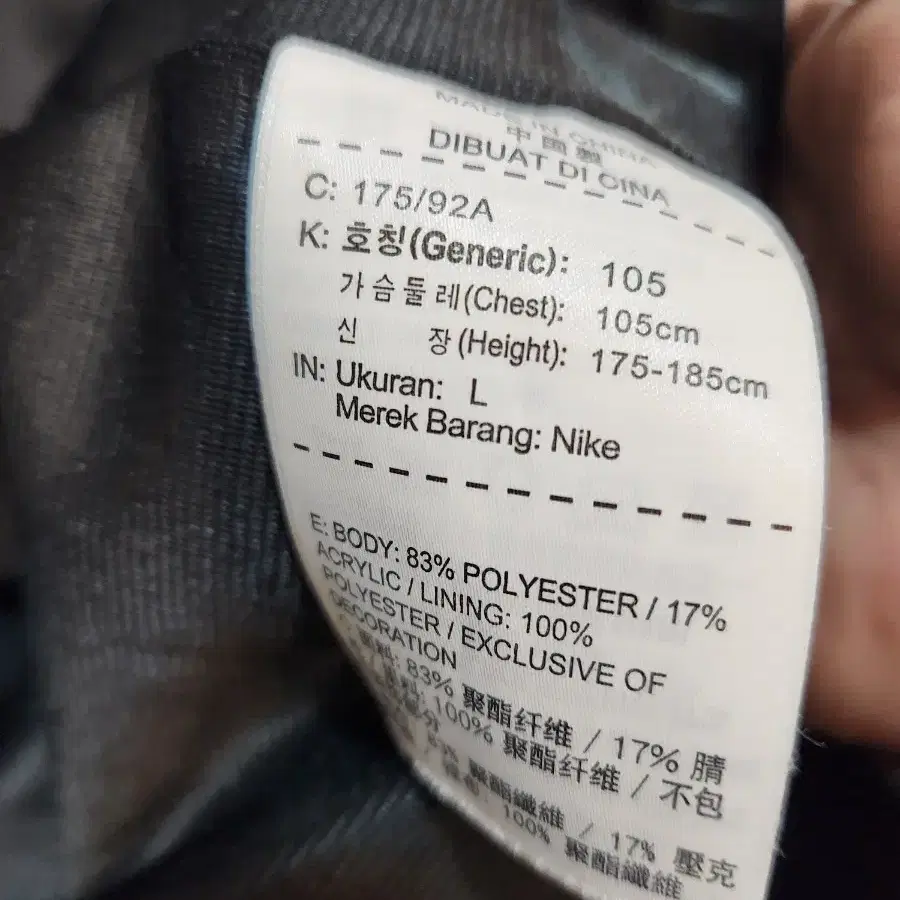 MADE IN CHINA
中國製
DIBUAT DI CINA
C: 175/92A
K: 호칭(Generic): 105
가슴둘레(Chest): 105cm
신 장(Height): 175-185cm
IN: Ukuran: L
Merek Barang: Nike
E: BODY: 83% POLYESTER / 17%
ACRYLIC / LINING: 100%
POLYESTER / EXCLUSIVE OF
DECORATION
面料: 83% 聚酯纤维 / 17% 腈
100% 聚酯纤维 / 不包
聚酯纖維 / 17% 壓克
100% 聚酯纖維